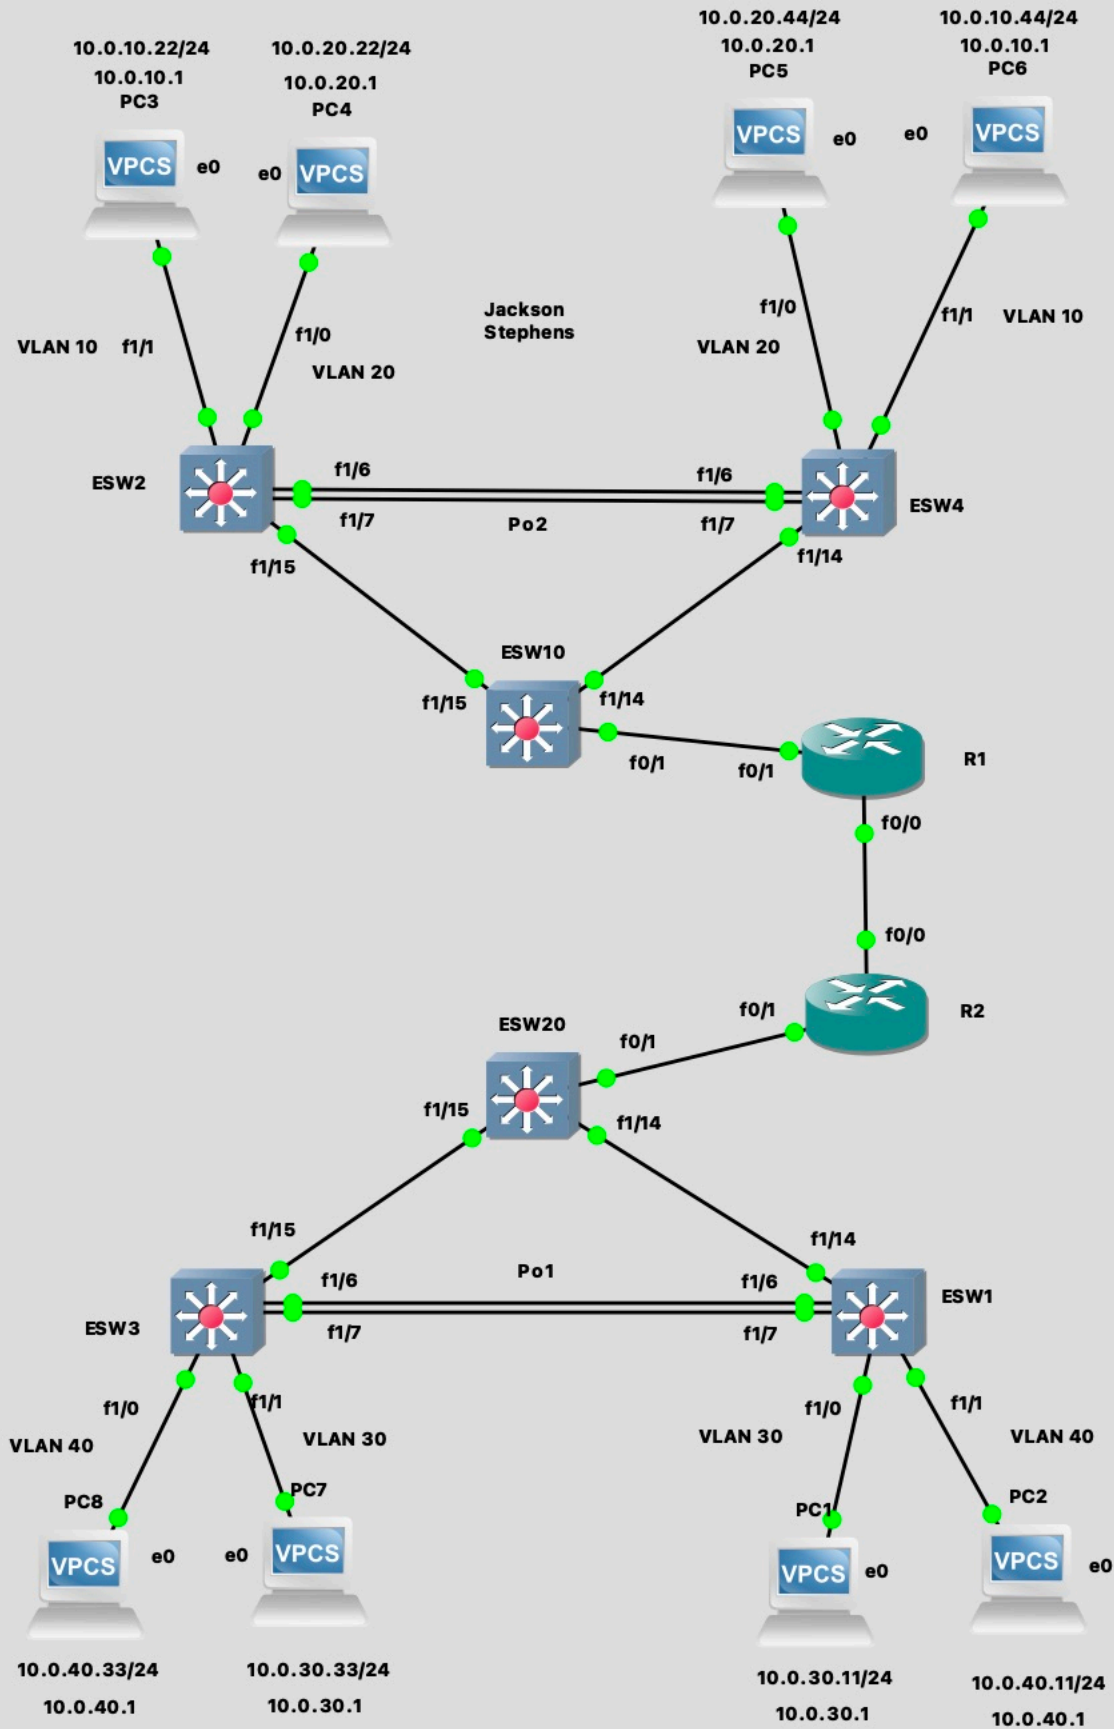 10.0.10.22/24
10.0.10.1
PC3
10.0.20.22/24
10.0.20.1
PC4
10.0.20.44/24
10.0.20.1
PC5
10.0.10.44/24
10.0.10.1
PC6
VPCS
e0
e0
VPCS
VPCS
e0
e0
VPCS
VLAN 10
f1/1
f1/0
VLAN 20
Jackson
Stephens
f1/0
VLAN 20
f1/1
VLAN 10
ESW2
f1/6
f1/7
f1/15
Po2
f1/6
f1/7
f1/14
ESW4
ESW10
f1/15
f1/14
f0/1
f0/1
R1
f0/0
f0/0
R2
f0/1
ESW20
f0/1
f1/15
f1/14
f1/15
f1/14
Po1
ESW3
f1/6
f1/7
f1/6
f1/7
ESW1
f1/0
VLAN 40
f1/1
VLAN 30
f1/0
VLAN 30
f1/1
VLAN 40
PC8
PC7
PC1
PC2
VPCS
e0
e0
VPCS
VPCS
e0
VPCS
e0
10.0.40.33/24
10.0.40.1
10.0.30.33/24
10.0.30.1
10.0.30.11/24
10.0.30.1
10.0.40.11/24
10.0.40.1